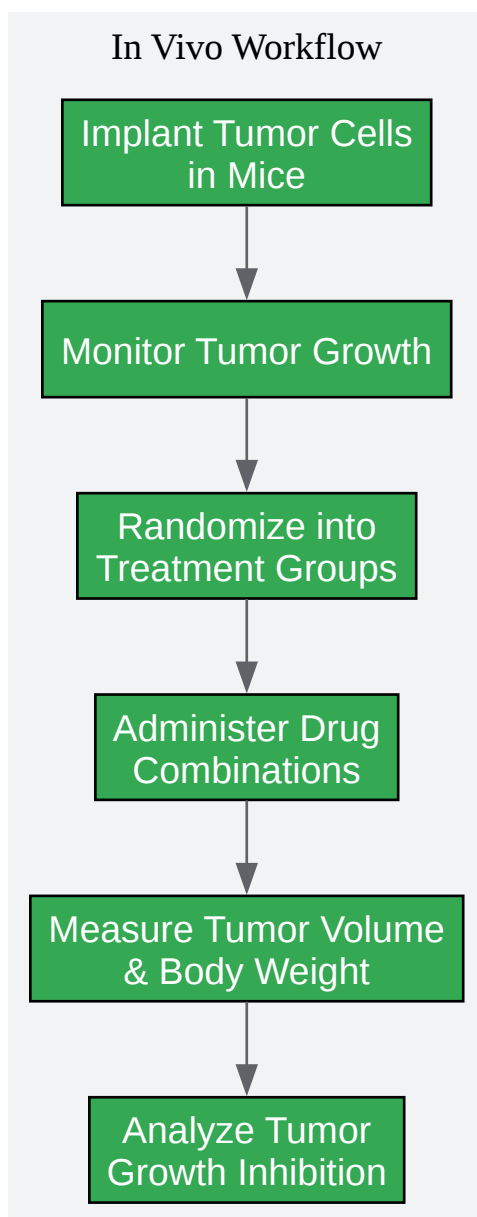 In Vivo Workflow
Implant Tumor Cells
in Mice
Monitor Tumor Growth
Randomize into
Treatment Groups
Administer Drug
Combinations
Measure Tumor Volume
& Body Weight
Analyze Tumor
Growth Inhibition